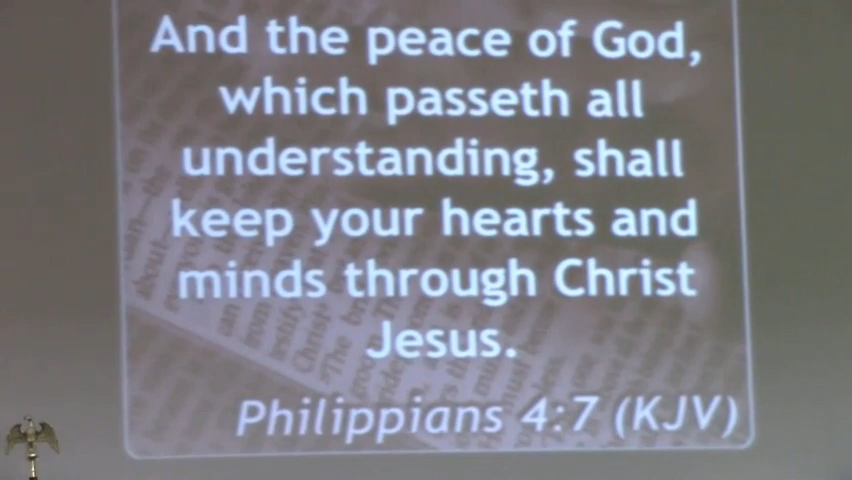 And the peace of God,
which passeth all
understanding, shall
keep your hearts and
minds through Christ
Jesus.
Philippians 4:7 (KJV)